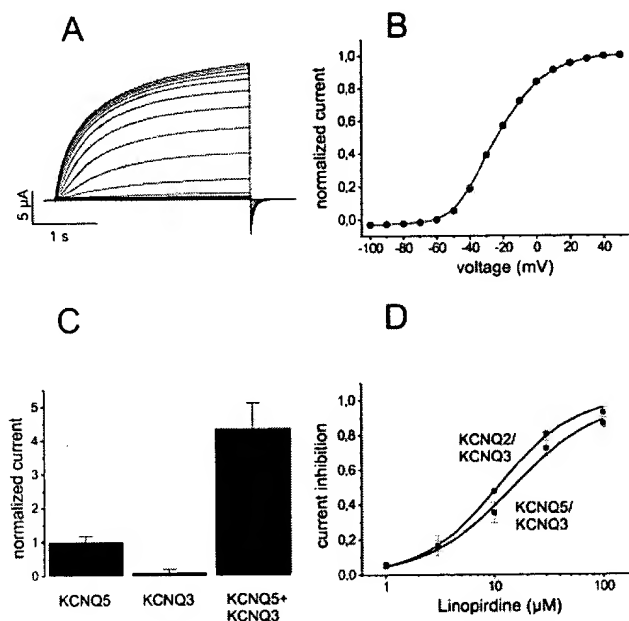 A
5 µA
1 s
B
normalized current
1,0
0,8
0,6
0,4
0,2
0,0
-100 -80 -60 -40 -20 0 20 40
voltage (mV)
C
normalized current
5
4
3
2
1
0
KCNQ5
KCNQ3
KCNQ5+
KCNQ3
D
current inhibition
1,0
0,8
0,6
0,4
0,2
0,0
KCNQ2/
KCNQ3
KCNQ5/
KCNQ3
1 10 100
Linopirdine (µM)